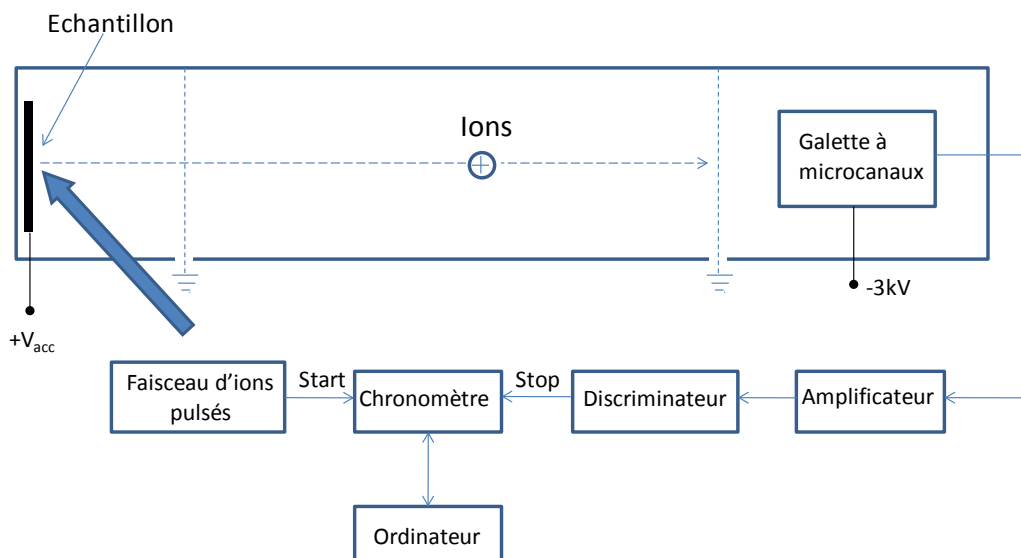 Echantillon
Ions
Galette à
microcanaux
-3kV
+Vacc
Faisceau d'ions
pulsés
Start
Chronomètre
Stop
Discriminateur
Amplificateur
Ordinateur